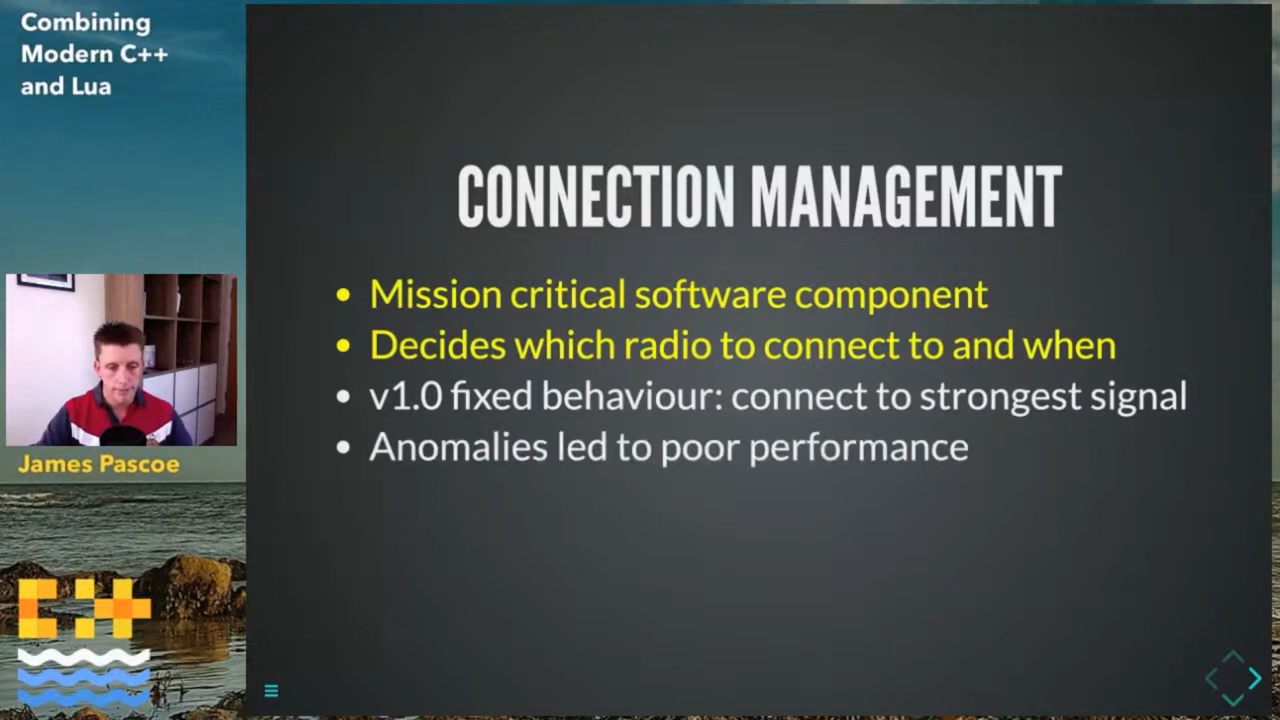 Combining
Modern C++
and Lua
CONNECTION MANAGEMENT
• Mission critical software component
• Decides which radio to connect to and when
• v1.0 fixed behaviour: connect to strongest signal
• Anomalies led to poor performance
James Pascoe
C++